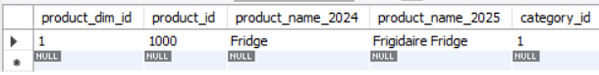 product_dim_id product_id product_name_2024 product_name_2025 category_id
1 1000 Fridge Frigidaire Fridge 1
NULL NULL NULL NULL NULL